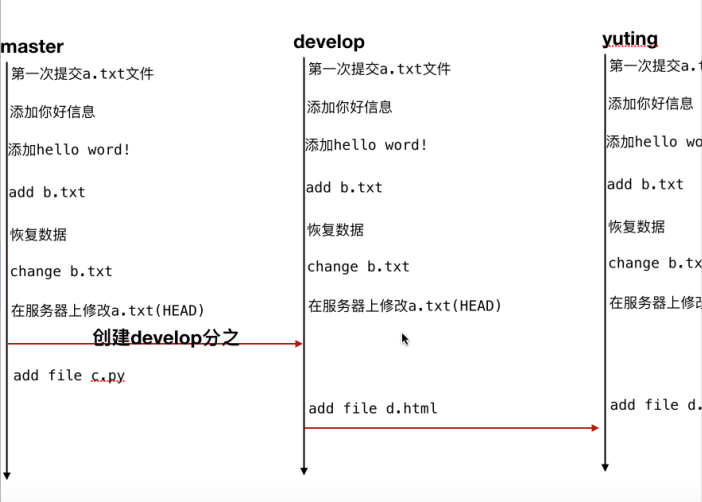 master
第一次提交a.txt文件
添加你好信息
添加hello word!
add b.txt
恢复数据
change b.txt
在服务器上修改a.txt(HEAD)
创建develop分之
add file c.py
develop
第一次提交a.txt文件
添加你好信息
添加hello word!
add b.txt
恢复数据
change b.txt
在服务器上修改a.txt(HEAD)
add file d.html
yuting
第一次提交a.
添加你好信息
添加hello wo
add b.txt
恢复数据
change b.tx
在服务器上修改
add file d.